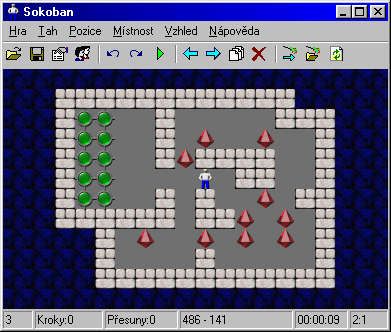 Sokoban
Hra Tah Pozice Místnost Vzhled Nápověda
3 Kroky:0 Přesuny:0 486 - 141 00:00:09 2:1